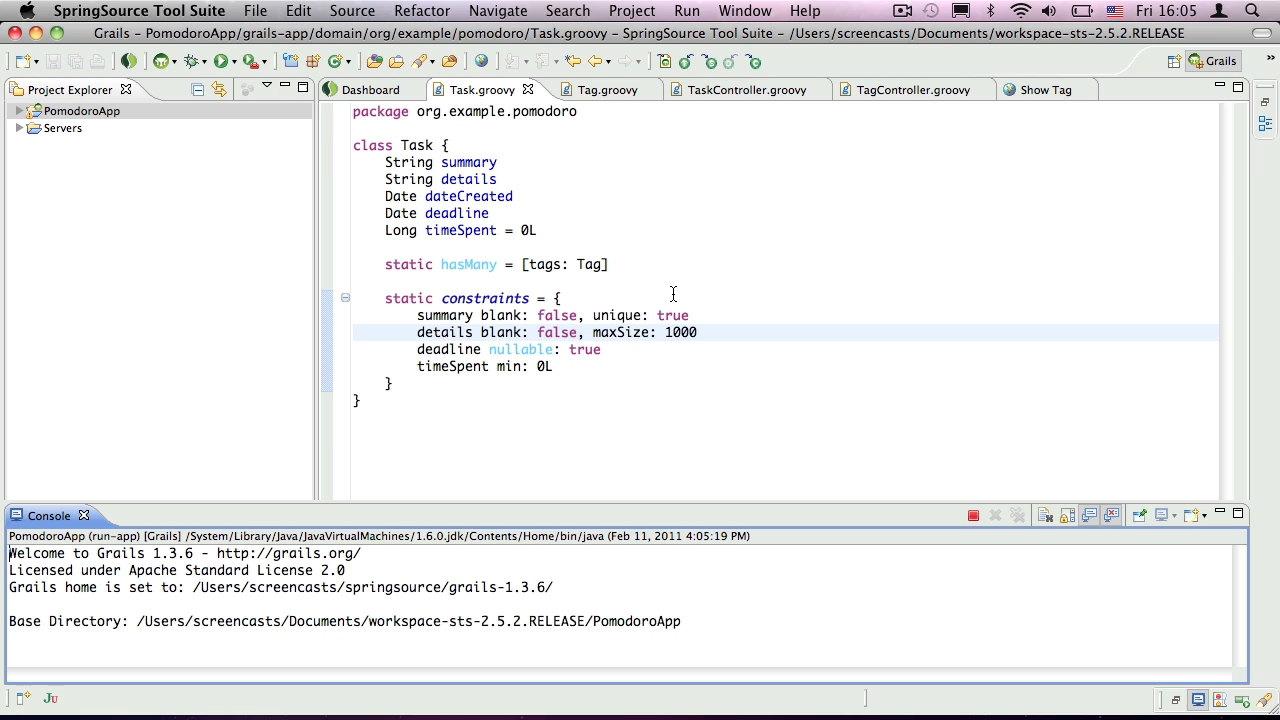 SpringSource Tool Suite File Edit Source Refactor Navigate Search Project Run Window Help Fri 16:05
Grails - PomodoroApp/grails-app/domain/org/example/pomodoro/Task.groovy - SpringSource Tool Suite - /Users/screencasts/Documents/workspace-sts-2.5.2.RELEASE
Grails
Project Explorer
PomodoroApp
Servers
Dashboard Task.groovy Tag.groovy TaskController.groovy TagController.groovy Show Tag
package org.example.pomodoro
class Task {
String summary
String details
Date dateCreated
Date deadline
Long timeSpent = 0L
static hasMany = [tags: Tag]
static constraints = {
summary blank: false, unique: true
details blank: false, maxSize: 1000
deadline nullable: true
timeSpent min: 0L
}
}
Console
PomodoroApp (run-app) [Grails] /System/Library/Java/JavaVirtualMachines/1.6.0.jdk/Contents/Home/bin/java (Feb 11, 2011 4:05:19 PM)
Welcome to Grails 1.3.6 - http://grails.org/
Licensed under Apache Standard License 2.0
Grails home is set to: /Users/screencasts/springsource/grails-1.3.6/
Base Directory: /Users/screencasts/Documents/workspace-sts-2.5.2.RELEASE/PomodoroApp
JU